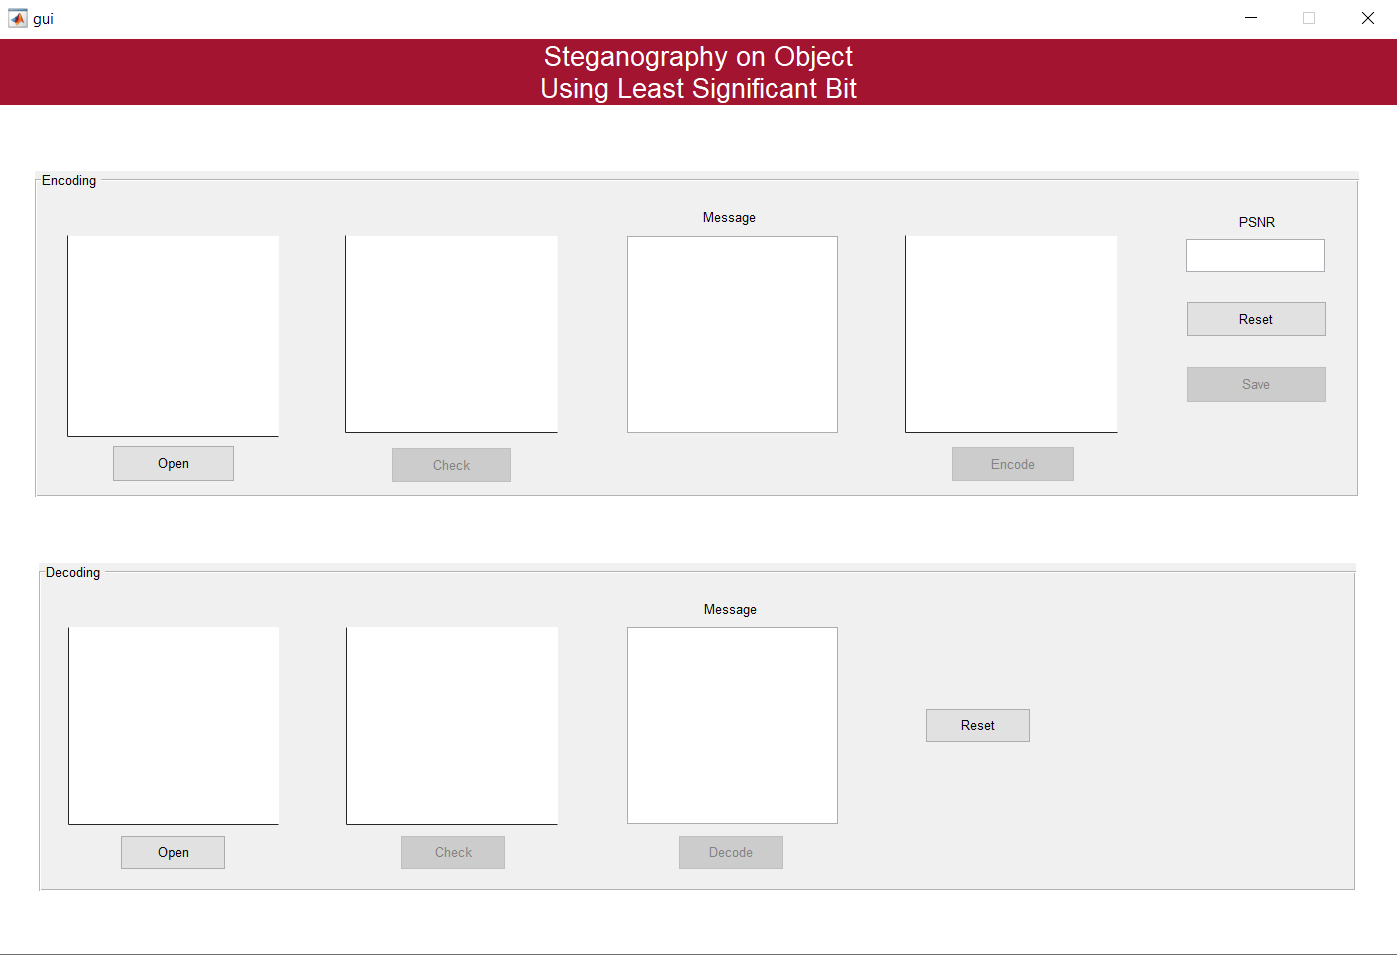 gui
Steganography on Object
Using Least Significant Bit
Encoding
Message
PSNR
Reset
Save
Open
Check
Encode
Decoding
Message
Reset
Open
Check
Decode